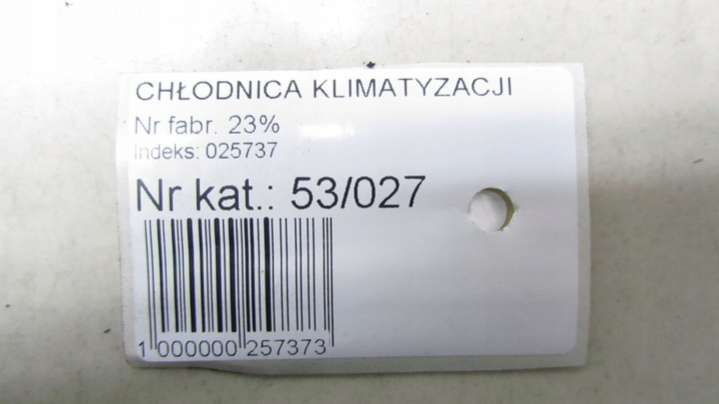 CHŁODNICA KLIMATYZACJI
Nr fabr. 23%
Indeks: 025737
Nr kat.: 53/027
1 000000 257373